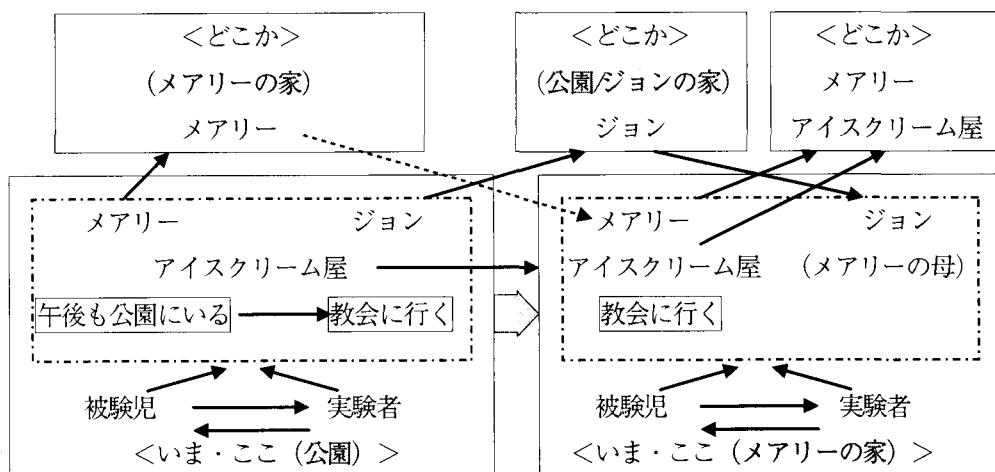 <どこか>
(メアリーの家)
メアリー
<どこか>
(公園/ジョンの家)
ジョン
<どこか>
メアリー
アイスクリーム屋
メアリー ジョン
アイスクリーム屋
午後も公園にいる 教会に行く
被験児 実験者
<いま・ここ(公園)>
メアリー ジョン
アイスクリーム屋 (メアリーの母)
教会に行く
被験児 実験者
<いま・ここ(メアリーの家)>